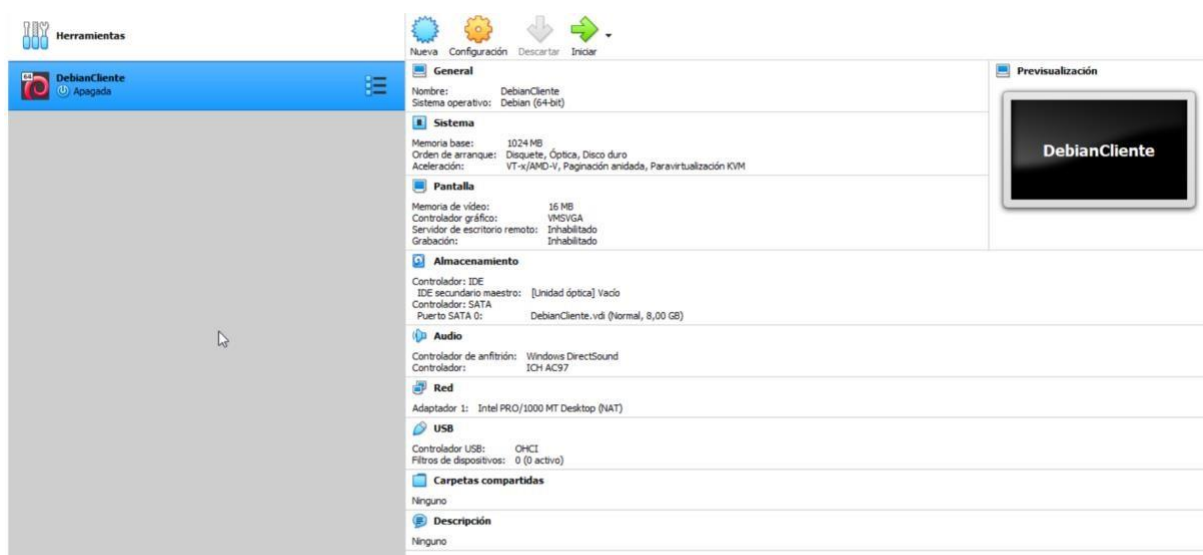 Herramientas
64
DebianCliente
Apagada
Nueva Configuración Descartar Iniciar
General
Nombre: DebianCliente
Sistema operativo: Debian (64-bit)
Previsualización
DebianCliente
Sistema
Memoria base: 1024 MB
Orden de arranque: Disquete, Óptica, Disco duro
Aceleración: VT-x/AMD-V, Paginación anidada, Paravirtualización KVM
Pantalla
Memoria de vídeo: 16 MB
Controlador gráfico: VMSVGA
Servidor de escritorio remoto: Inhabilitado
Grabación: Inhabilitado
Almacenamiento
Controlador: IDE
IDE secundario maestro: [Unidad óptica] Vacío
Controlador: SATA
Puerto SATA 0: DebianCliente.vdi (Normal, 8,00 GB)
Audio
Controlador de anfitrión: Windows DirectSound
Controlador: ICH AC97
Red
Adaptador 1: Intel PRO/1000 MT Desktop (NAT)
USB
Controlador USB: OHCI
Filtros de dispositivos: 0 (0 activo)
Carpetas compartidas
Ninguno
Descripción
Ninguno